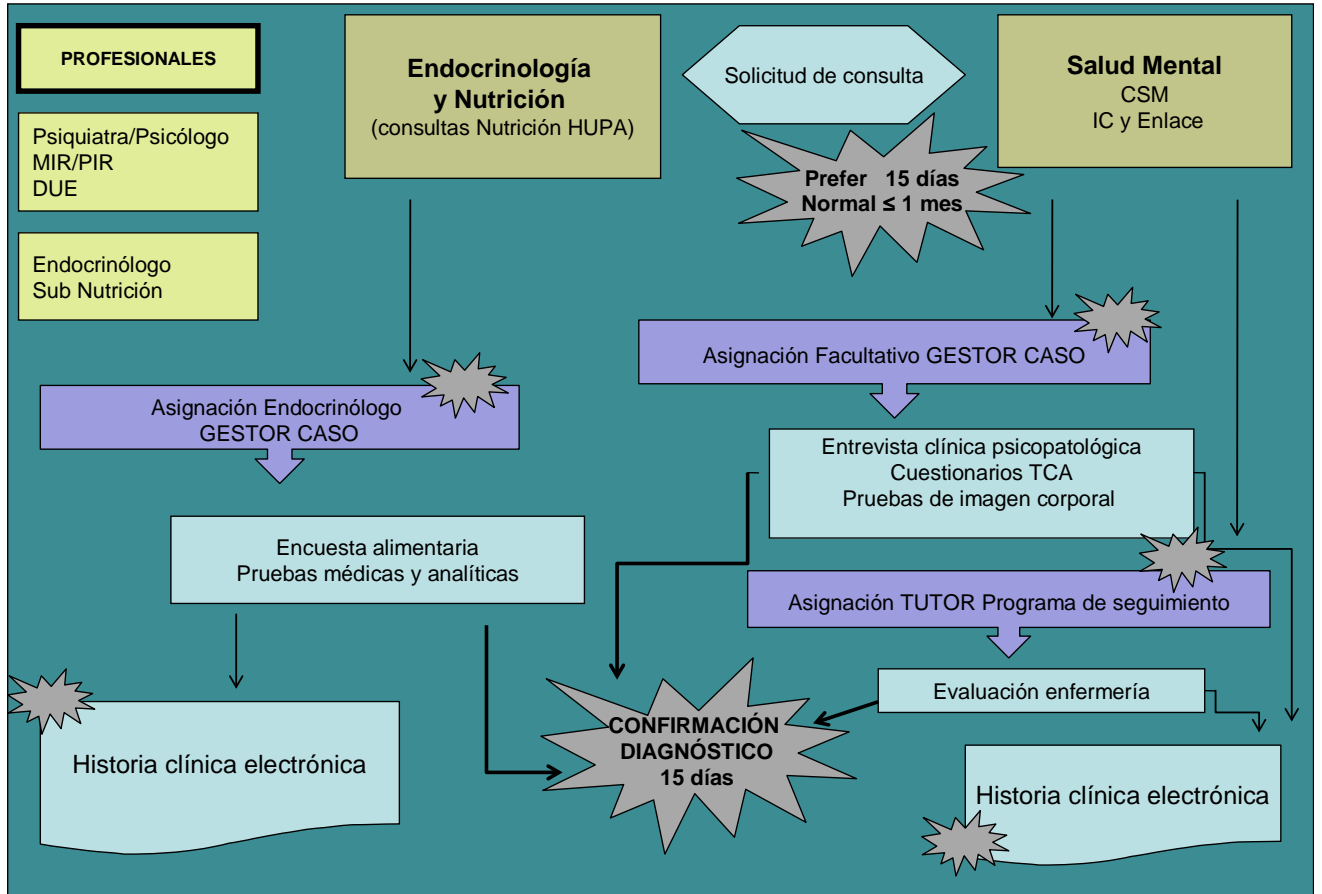 PROFESIONALES
Psiquiatra/Psicólogo
MIR/PIR
DUE
Endocrinólogo
Sub Nutrición
Endocrinología
y Nutrición
(consultas Nutrición HUPA)
Solicitud de consulta
Prefer 15 días
Normal ≤ 1 mes
Salud Mental
CSM
IC y Enlace
Asignación Endocrinólogo
GESTOR CASO
Asignación Facultativo GESTOR CASO
Entrevista clínica psicopatológica
Cuestionarios TCA
Pruebas de imagen corporal
Encuesta alimentaria
Pruebas médicas y analíticas
Asignación TUTOR Programa de seguimiento
Evaluación enfermería
CONFIRMACIÓN
DIAGNÓSTICO
15 días
Historia clínica electrónica
Historia clínica electrónica